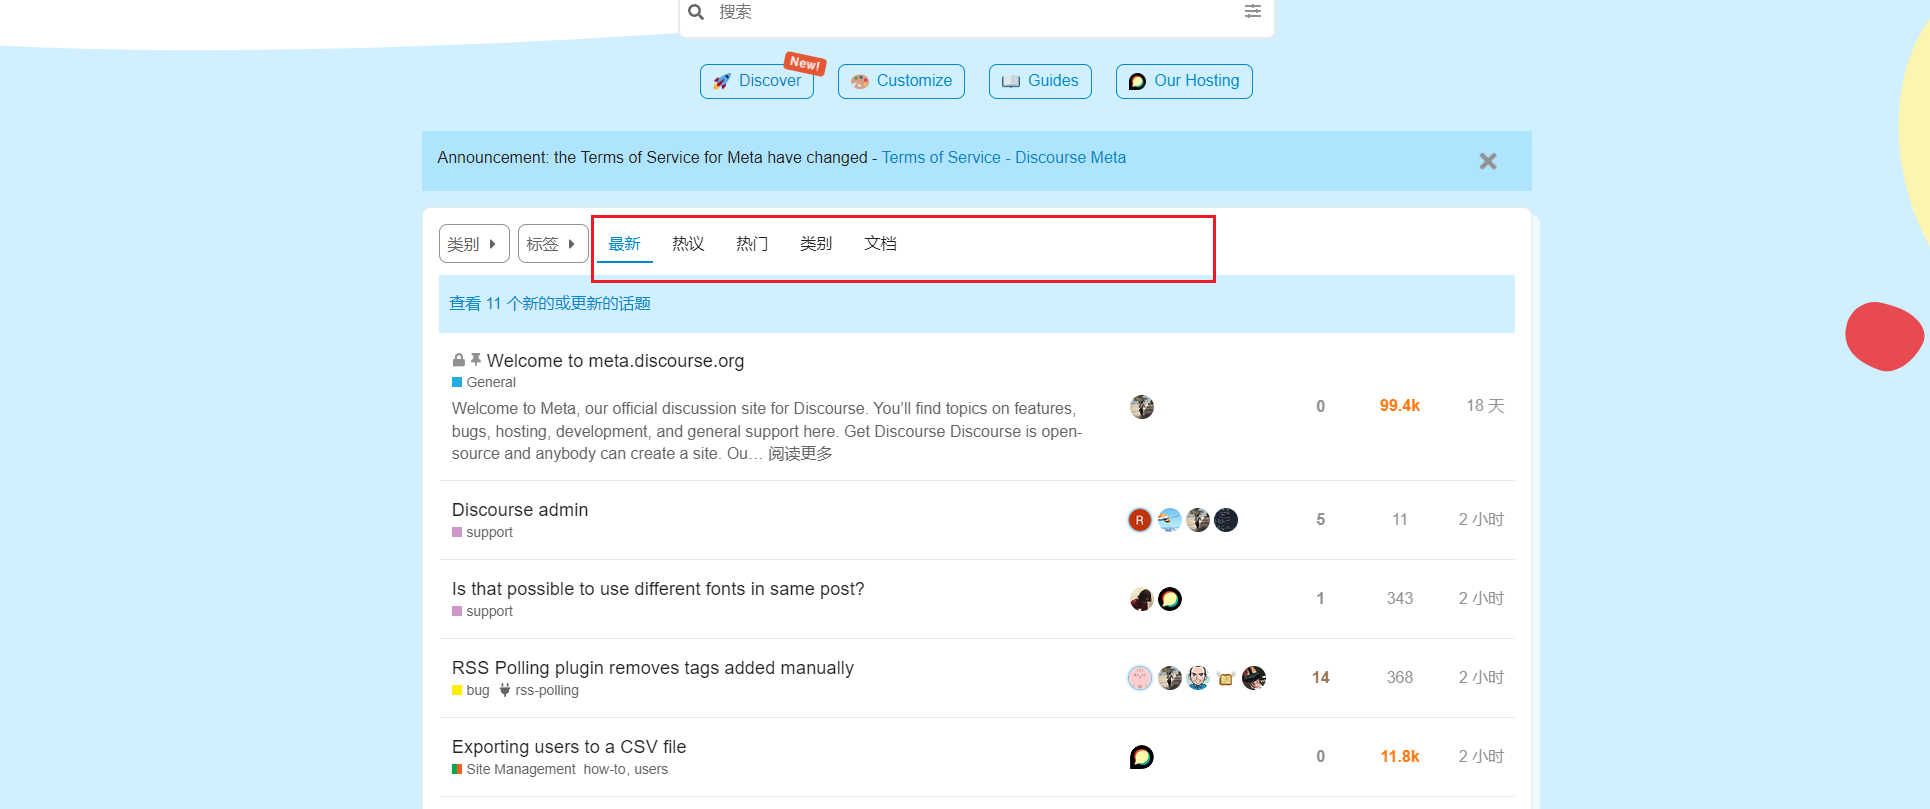 搜索
New!
Discover Customize Guides Our Hosting
Announcement: the Terms of Service for Meta have changed - Terms of Service - Discourse Meta
类别 标签 最新 热议 热门 类别 文档
查看 11 个新的或更新的话题
Welcome to meta.discourse.org
General
Welcome to Meta, our official discussion site for Discourse. You’ll find topics on features,
bugs, hosting, development, and general support here. Get Discourse Discourse is open-
source and anybody can create a site. Ou… 阅读更多
0 99.4k 18 天
Discourse admin
support
R
5 11 2 小时
Is that possible to use different fonts in same post?
support
1 343 2 小时
RSS Polling plugin removes tags added manually
bug rss-polling
14 368 2 小时
Exporting users to a CSV file
Site Management how-to, users
0 11.8k 2 小时